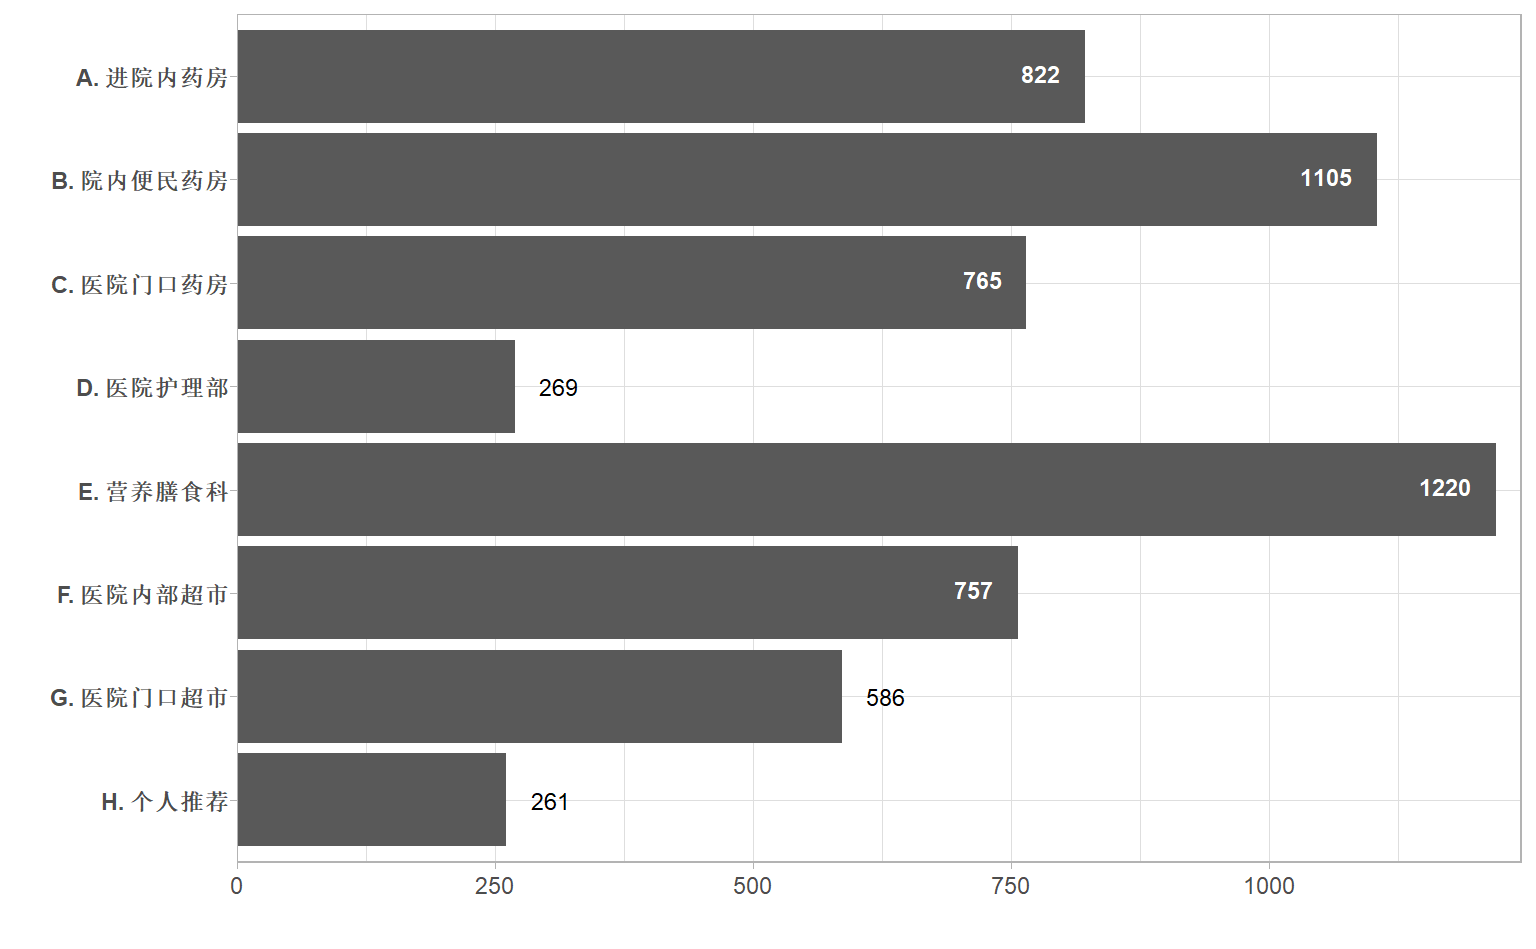 A. 进院内药房
822
B. 院内便民药房
1105
C. 医院门口药房
765
D. 医院护理部
269
E. 营养膳食科
1220
F. 医院内部超市
757
G. 医院门口超市
586
H. 个人推荐
261
0 250 500 750 1000